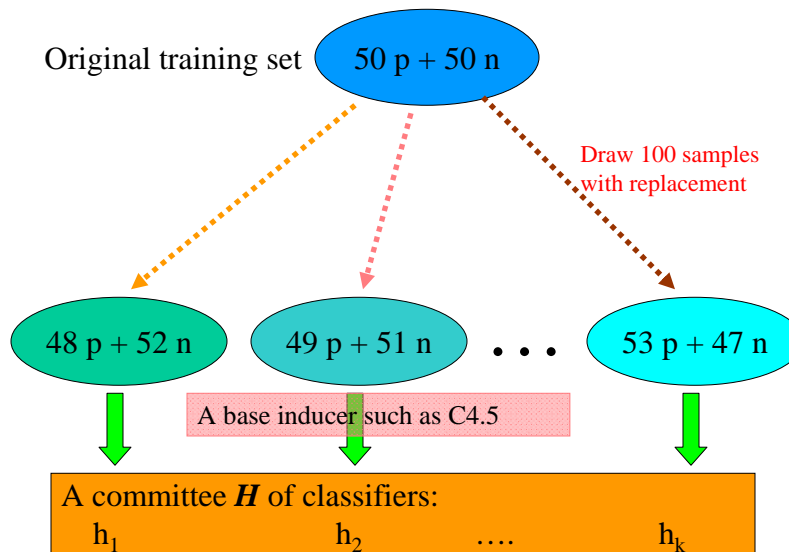 Original training set
50 p + 50 n
Draw 100 samples
with replacement
48 p + 52 n
49 p + 51 n
. . .
53 p + 47 n
A base inducer such as C4.5
A committee H of classifiers:
h₁ h₂ .... hₖ